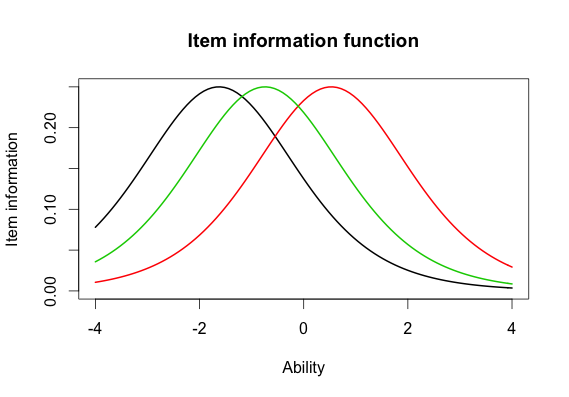 Item information function
Item information
0.20
0.10
0.00
-4 -2 0 2 4
Ability